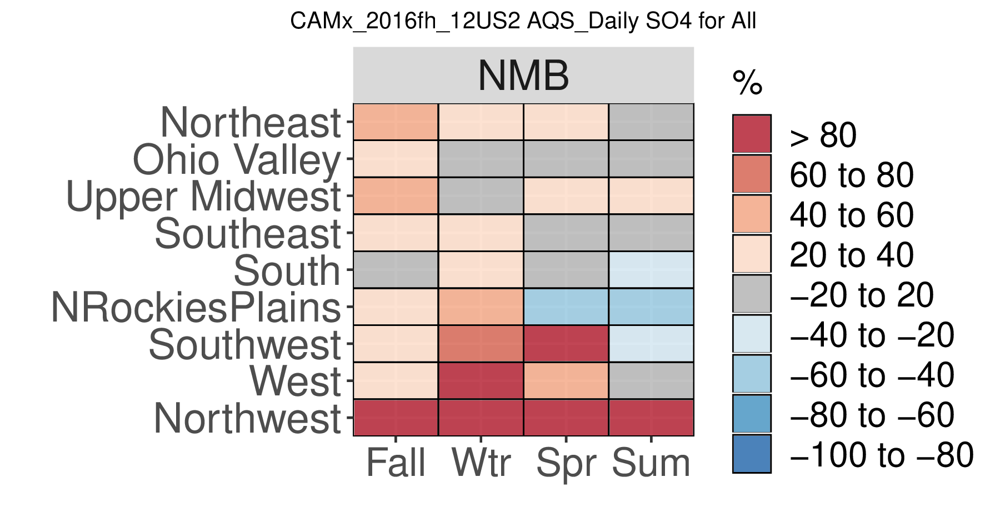 CAMx_2016fh_12US2 AQS_Daily SO4 for All
NMB
Northeast
Ohio Valley
Upper Midwest
Southeast
South
NRockiesPlains
Southwest
West
Northwest
Fall Wtr Spr Sum
%
> 80
60 to 80
40 to 60
20 to 40
−20 to 20
−40 to −20
−60 to −40
−80 to −60
−100 to −80